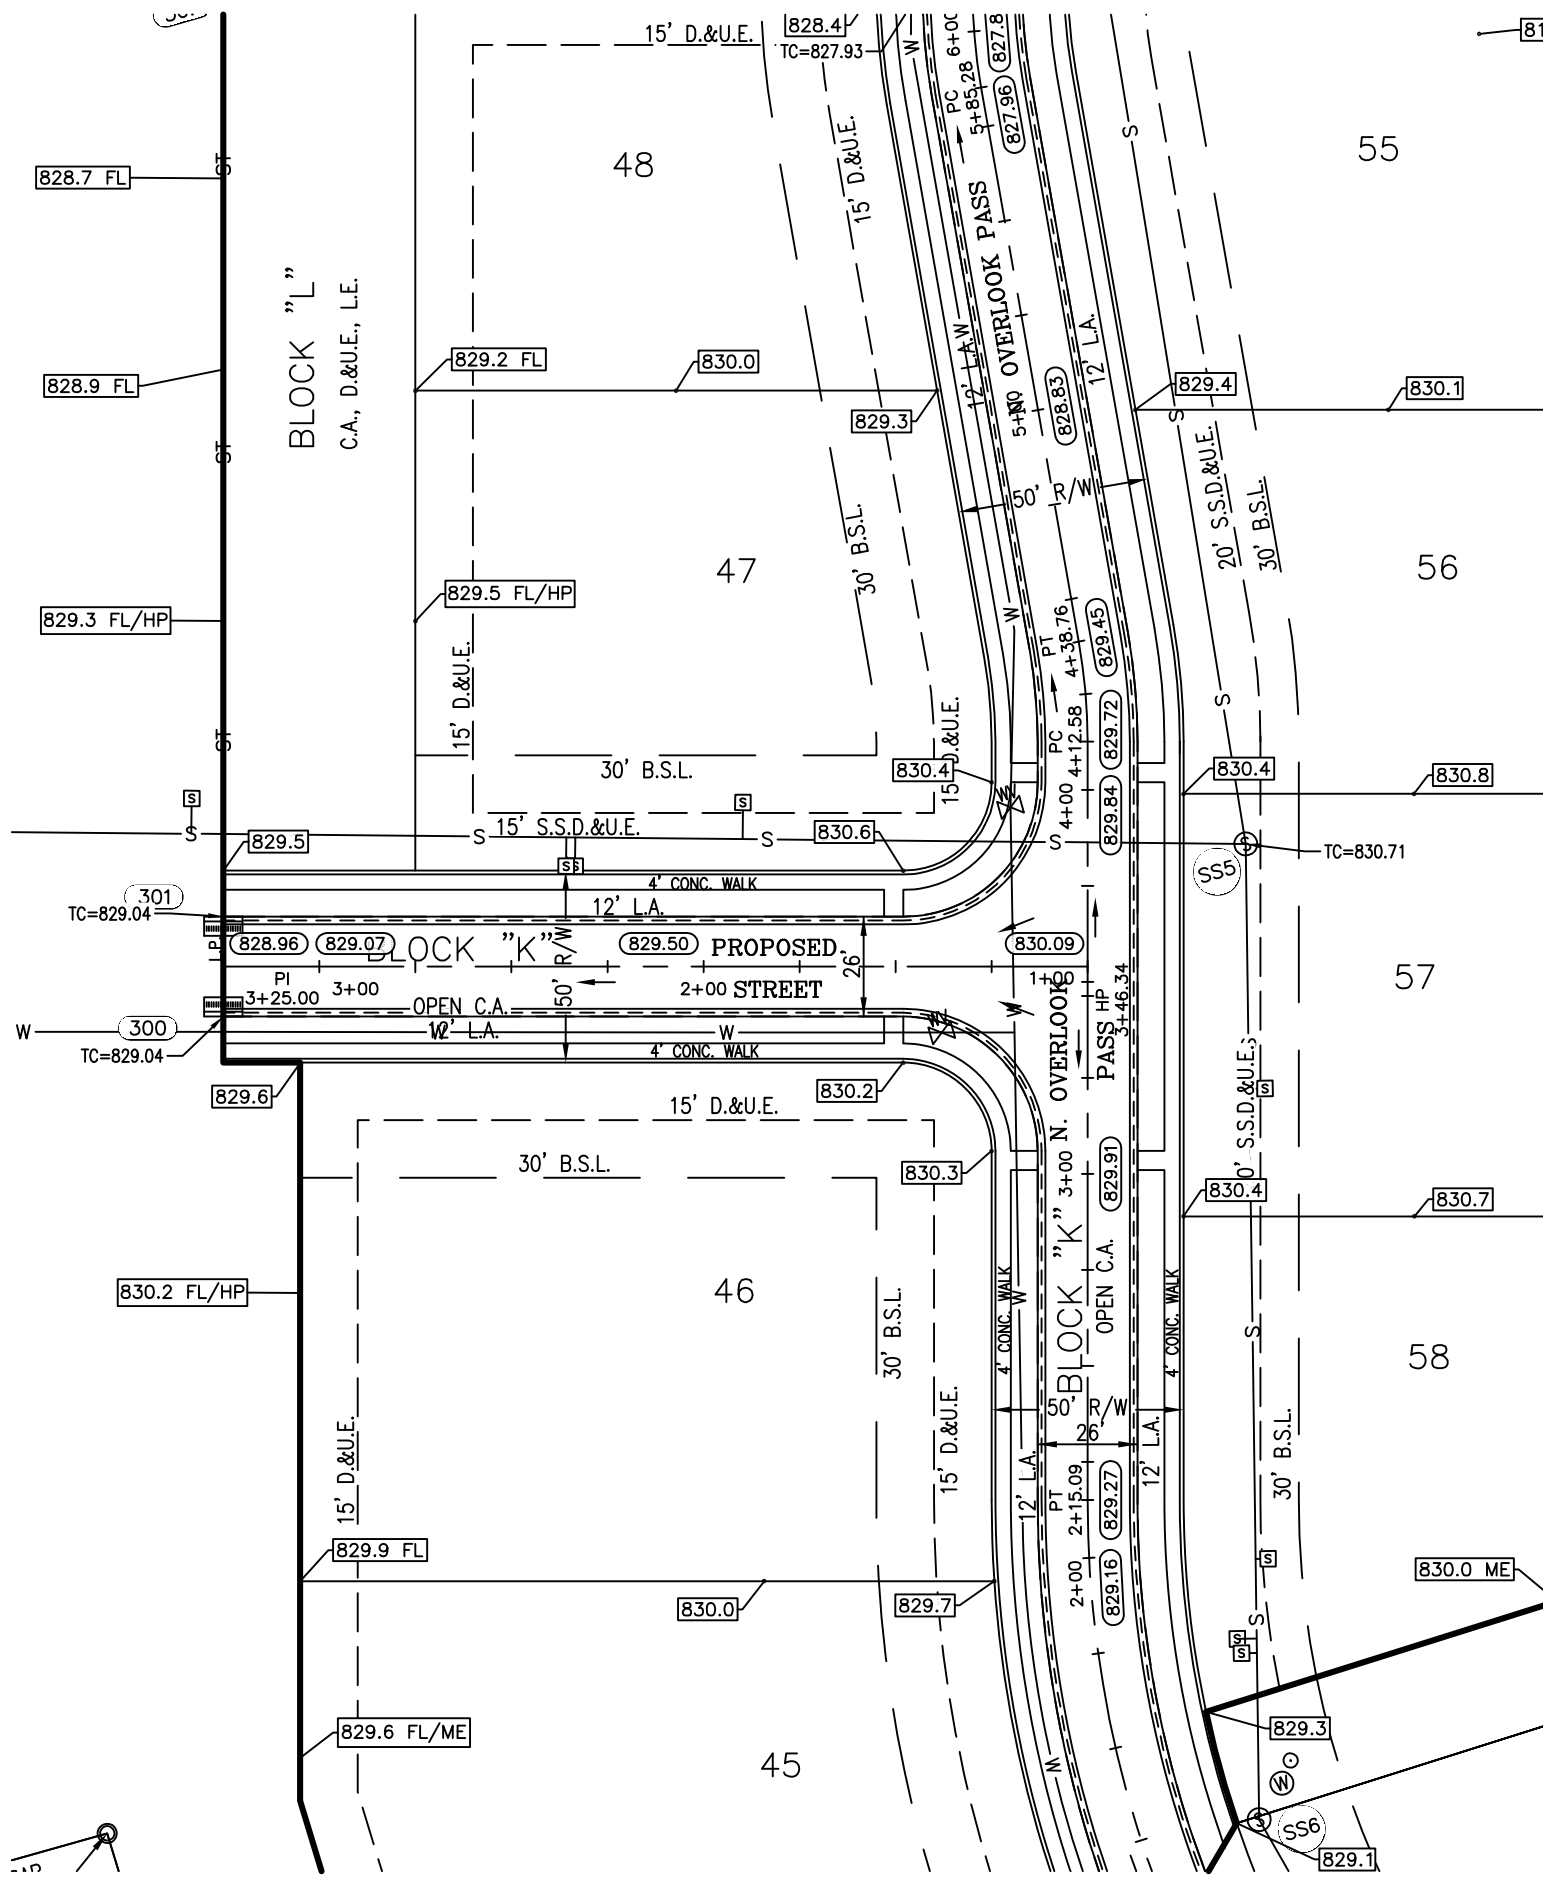 828.4
TC=827.93
15' D.&U.E.
W
6+00
827.8
PC
5+85.28
827.96
S
55
828.7 FL
ST
48
15' D.&U.E.
BLOCK "L"
C.A., D.&U.E., L.E.
N OVERLOOK PASS
828.9 FL
829.2 FL
830.0
829.3
12' L.A.
W
828.83
12' L.A.
829.4
830.1
S
ST
50' R/W
30' B.S.L.
20' S.S.D.&U.E.
30' B.S.L.
47
56
829.3 FL/HP
829.5 FL/HP
W
PT
4+38.76
829.45
15' D.&U.E.
15' D.&U.E.
S
ST
PC
4+12.58
829.72
30' B.S.L.
830.4
830.4
830.8
S
S
W
4+00
829.84
S
829.5
S
15' S.S.D.&U.E.
S
830.6
S
S
TC=830.71
SS5
S
S
301
TC=829.04
4' CONC. WALK
12' L.A.
828.96
829.07
BLOCK "K"
50' R/W
829.50
PROPOSED
STREET
26'
830.09
57
PI
3+25.00
3+00
2+00
1+00
OPEN C.A.
HP
3+46.34
W
300
TC=829.04
W
12' L.A.
W
W
W
4' CONC. WALK
N. OVERLOOK
PASS
829.6
830.2
S
15' D.&U.E.
30' B.S.L.
830.3
3+00
829.91
830.4
830.7
46
830.2 FL/HP
30' B.S.L.
4' CONC. WALK
W
BLOCK "K"
OPEN C.A.
4' CONC. WALK
S
58
50' R/W
26'
15' D.&U.E.
15' D.&U.E.
12' L.A.
PT
2+15.09
829.27
12' L.A.
30' B.S.L.
829.9 FL
830.0
829.7
2+00
829.16
S
830.0 ME
S
S
S
829.6 FL/ME
45
W
829.3
W
S
SS6
829.1